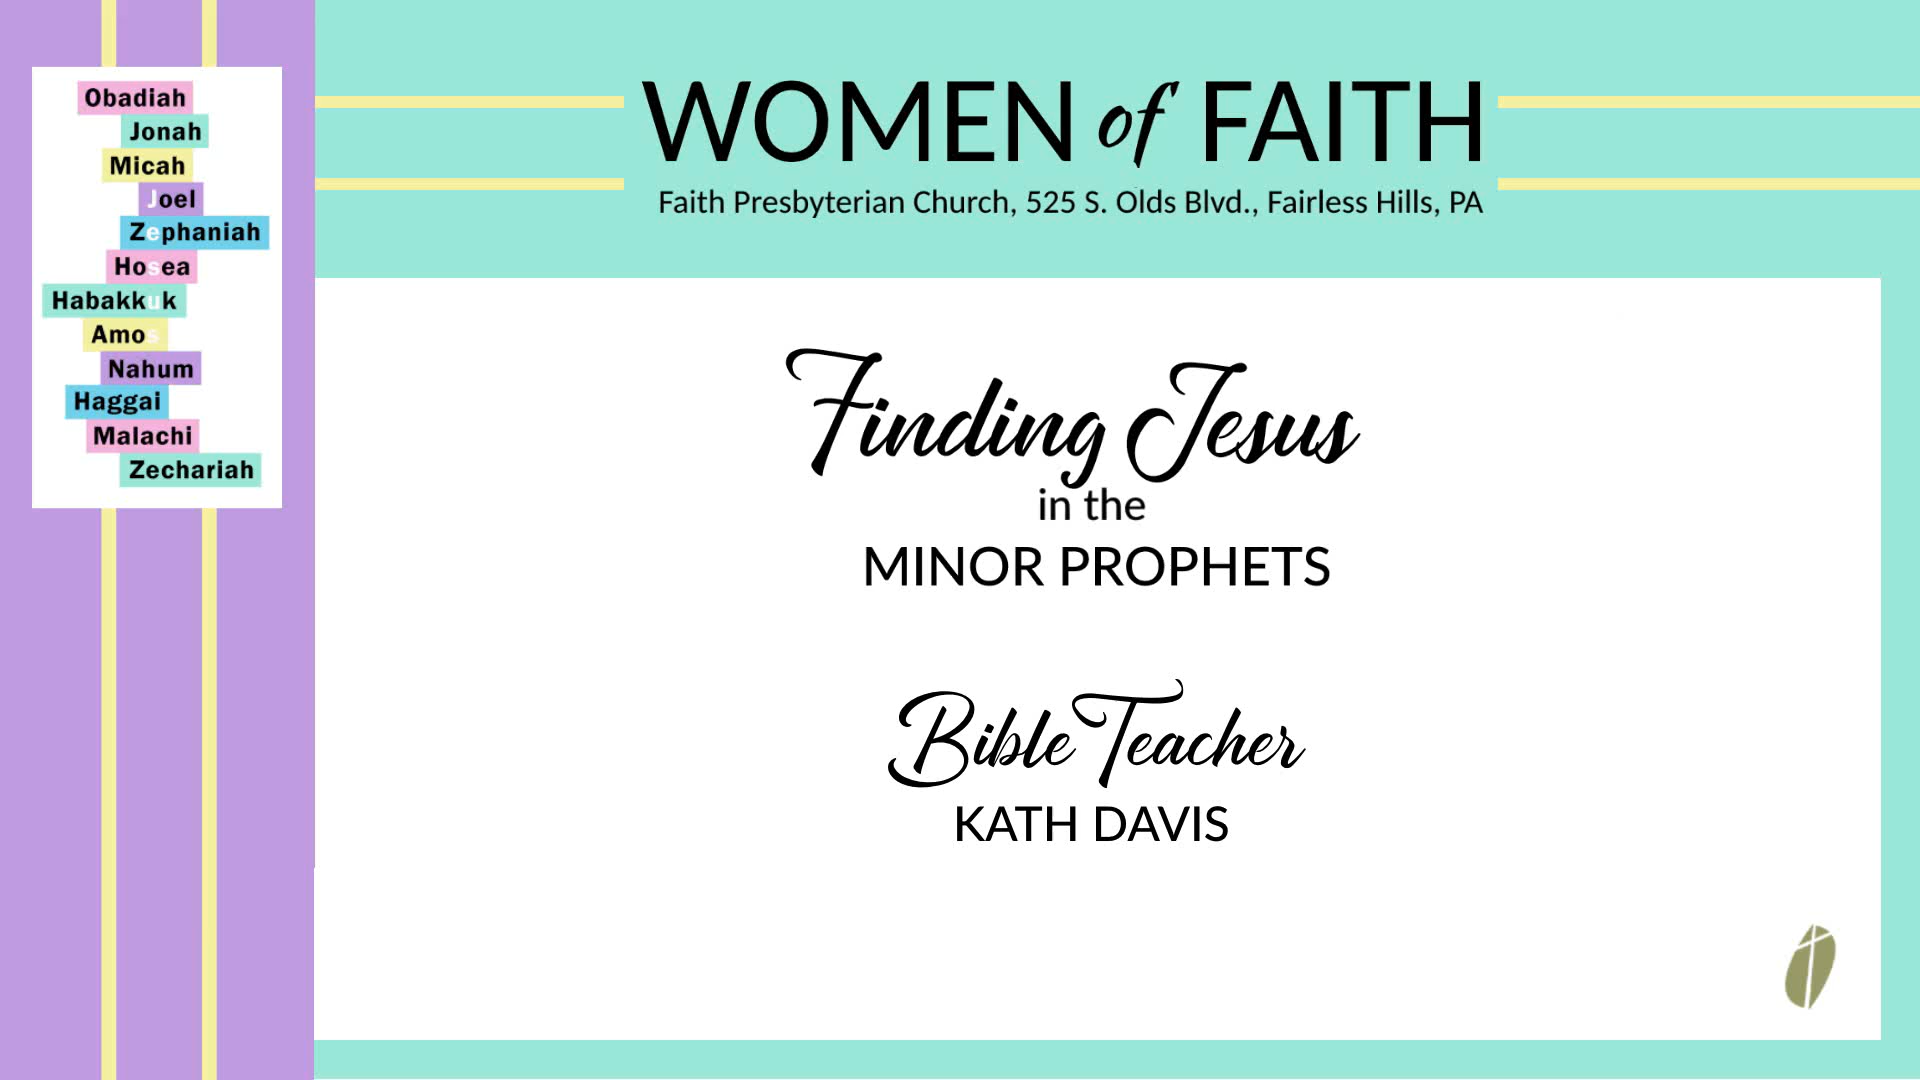 Obadiah
Jonah
Micah
Joel
Zephaniah
Hosea
Habakkuk
Amos
Nahum
Haggai
Malachi
Zechariah
WOMEN of FAITH
Faith Presbyterian Church, 525 S. Olds Blvd., Fairless Hills, PA
Finding Jesus
in the
MINOR PROPHETS
Bible Teacher
KATH DAVIS